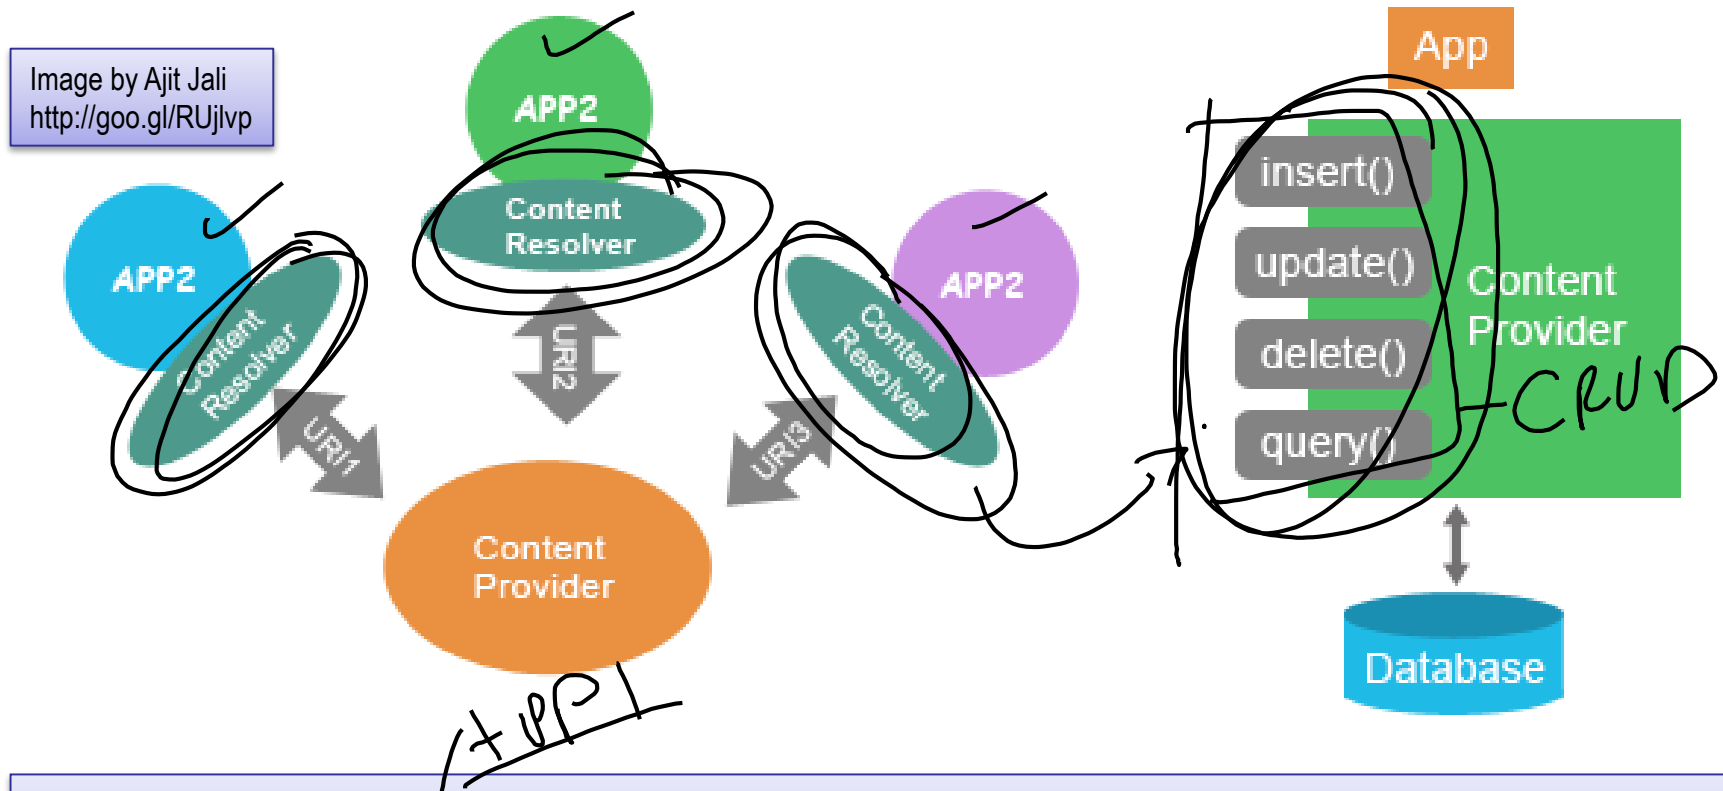 Image by Ajit Jali
http://goo.gl/RUjlvp
APP2
Content
Resolver
APP2
Content
Resolver
APP2
Content
Resolver
URI1
URI2
URI3
Content
Provider
APP1
App
insert()
update()
delete()
query()
Content
Provider
CRUD
Database